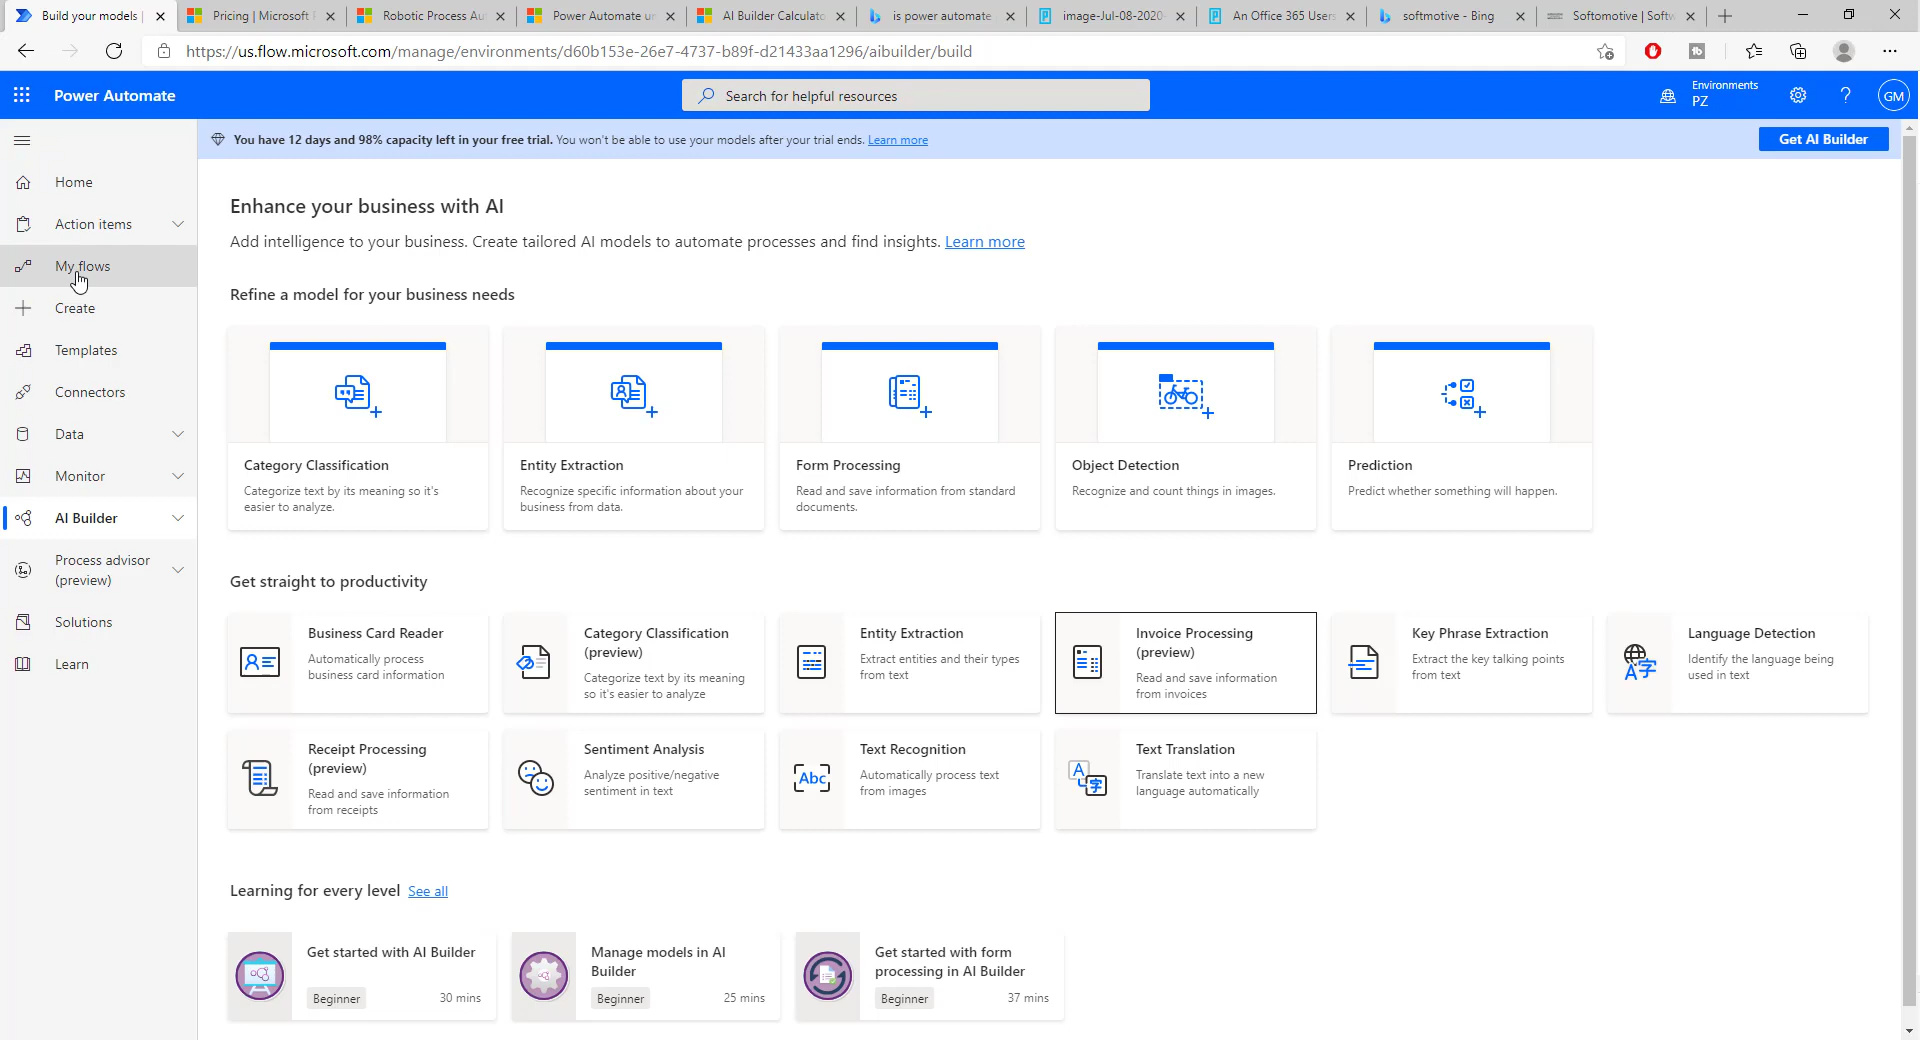 Build your models |
Pricing | Microsoft
Robotic Process Au
Power Automate
AI Builder Calculato
is power automate
image-Jul-08-2020-
An Office 365 Users
softmotive - Bing
Softomotive | Softw
https://us.flow.microsoft.com/manage/environments/d60b153e-26e7-4737-b89f-d21433aa1296/aibuilder/build
Power Automate
Search for helpful resources
Environments
PZ
?
GM
You have 12 days and 98% capacity left in your free trial. You won't be able to use your models after your trial ends. Learn more
Get AI Builder
Home
Action items
My flows
Create
Templates
Connectors
Data
Monitor
AI Builder
Process advisor
(preview)
Solutions
Learn
Enhance your business with AI
Add intelligence to your business. Create tailored AI models to automate processes and find insights. Learn more
Refine a model for your business needs
Category Classification
Categorize text by its meaning so it's
easier to analyze.
Entity Extraction
Recognize specific information about your
business from data.
Form Processing
Read and save information from standard
documents.
Object Detection
Recognize and count things in images.
Prediction
Predict whether something will happen.
Get straight to productivity
Business Card Reader
Automatically process
business card information
Category Classification
(preview)
Categorize text by its meaning
so it's easier to analyze
Entity Extraction
Extract entities and their types
from text
Invoice Processing
(preview)
Read and save information
from invoices
Key Phrase Extraction
Extract the key talking points
from text
A字
Language Detection
Identify the language being
used in text
Receipt Processing
(preview)
Read and save information
from receipts
Sentiment Analysis
Analyze positive/negative
sentiment in text
Abc
Text Recognition
Automatically process text
from images
A字
Text Translation
Translate text into a new
language automatically
Learning for every level See all
Get started with AI Builder
Beginner 30 mins
Manage models in AI
Builder
Beginner 25 mins
Get started with form
processing in AI Builder
Beginner 37 mins